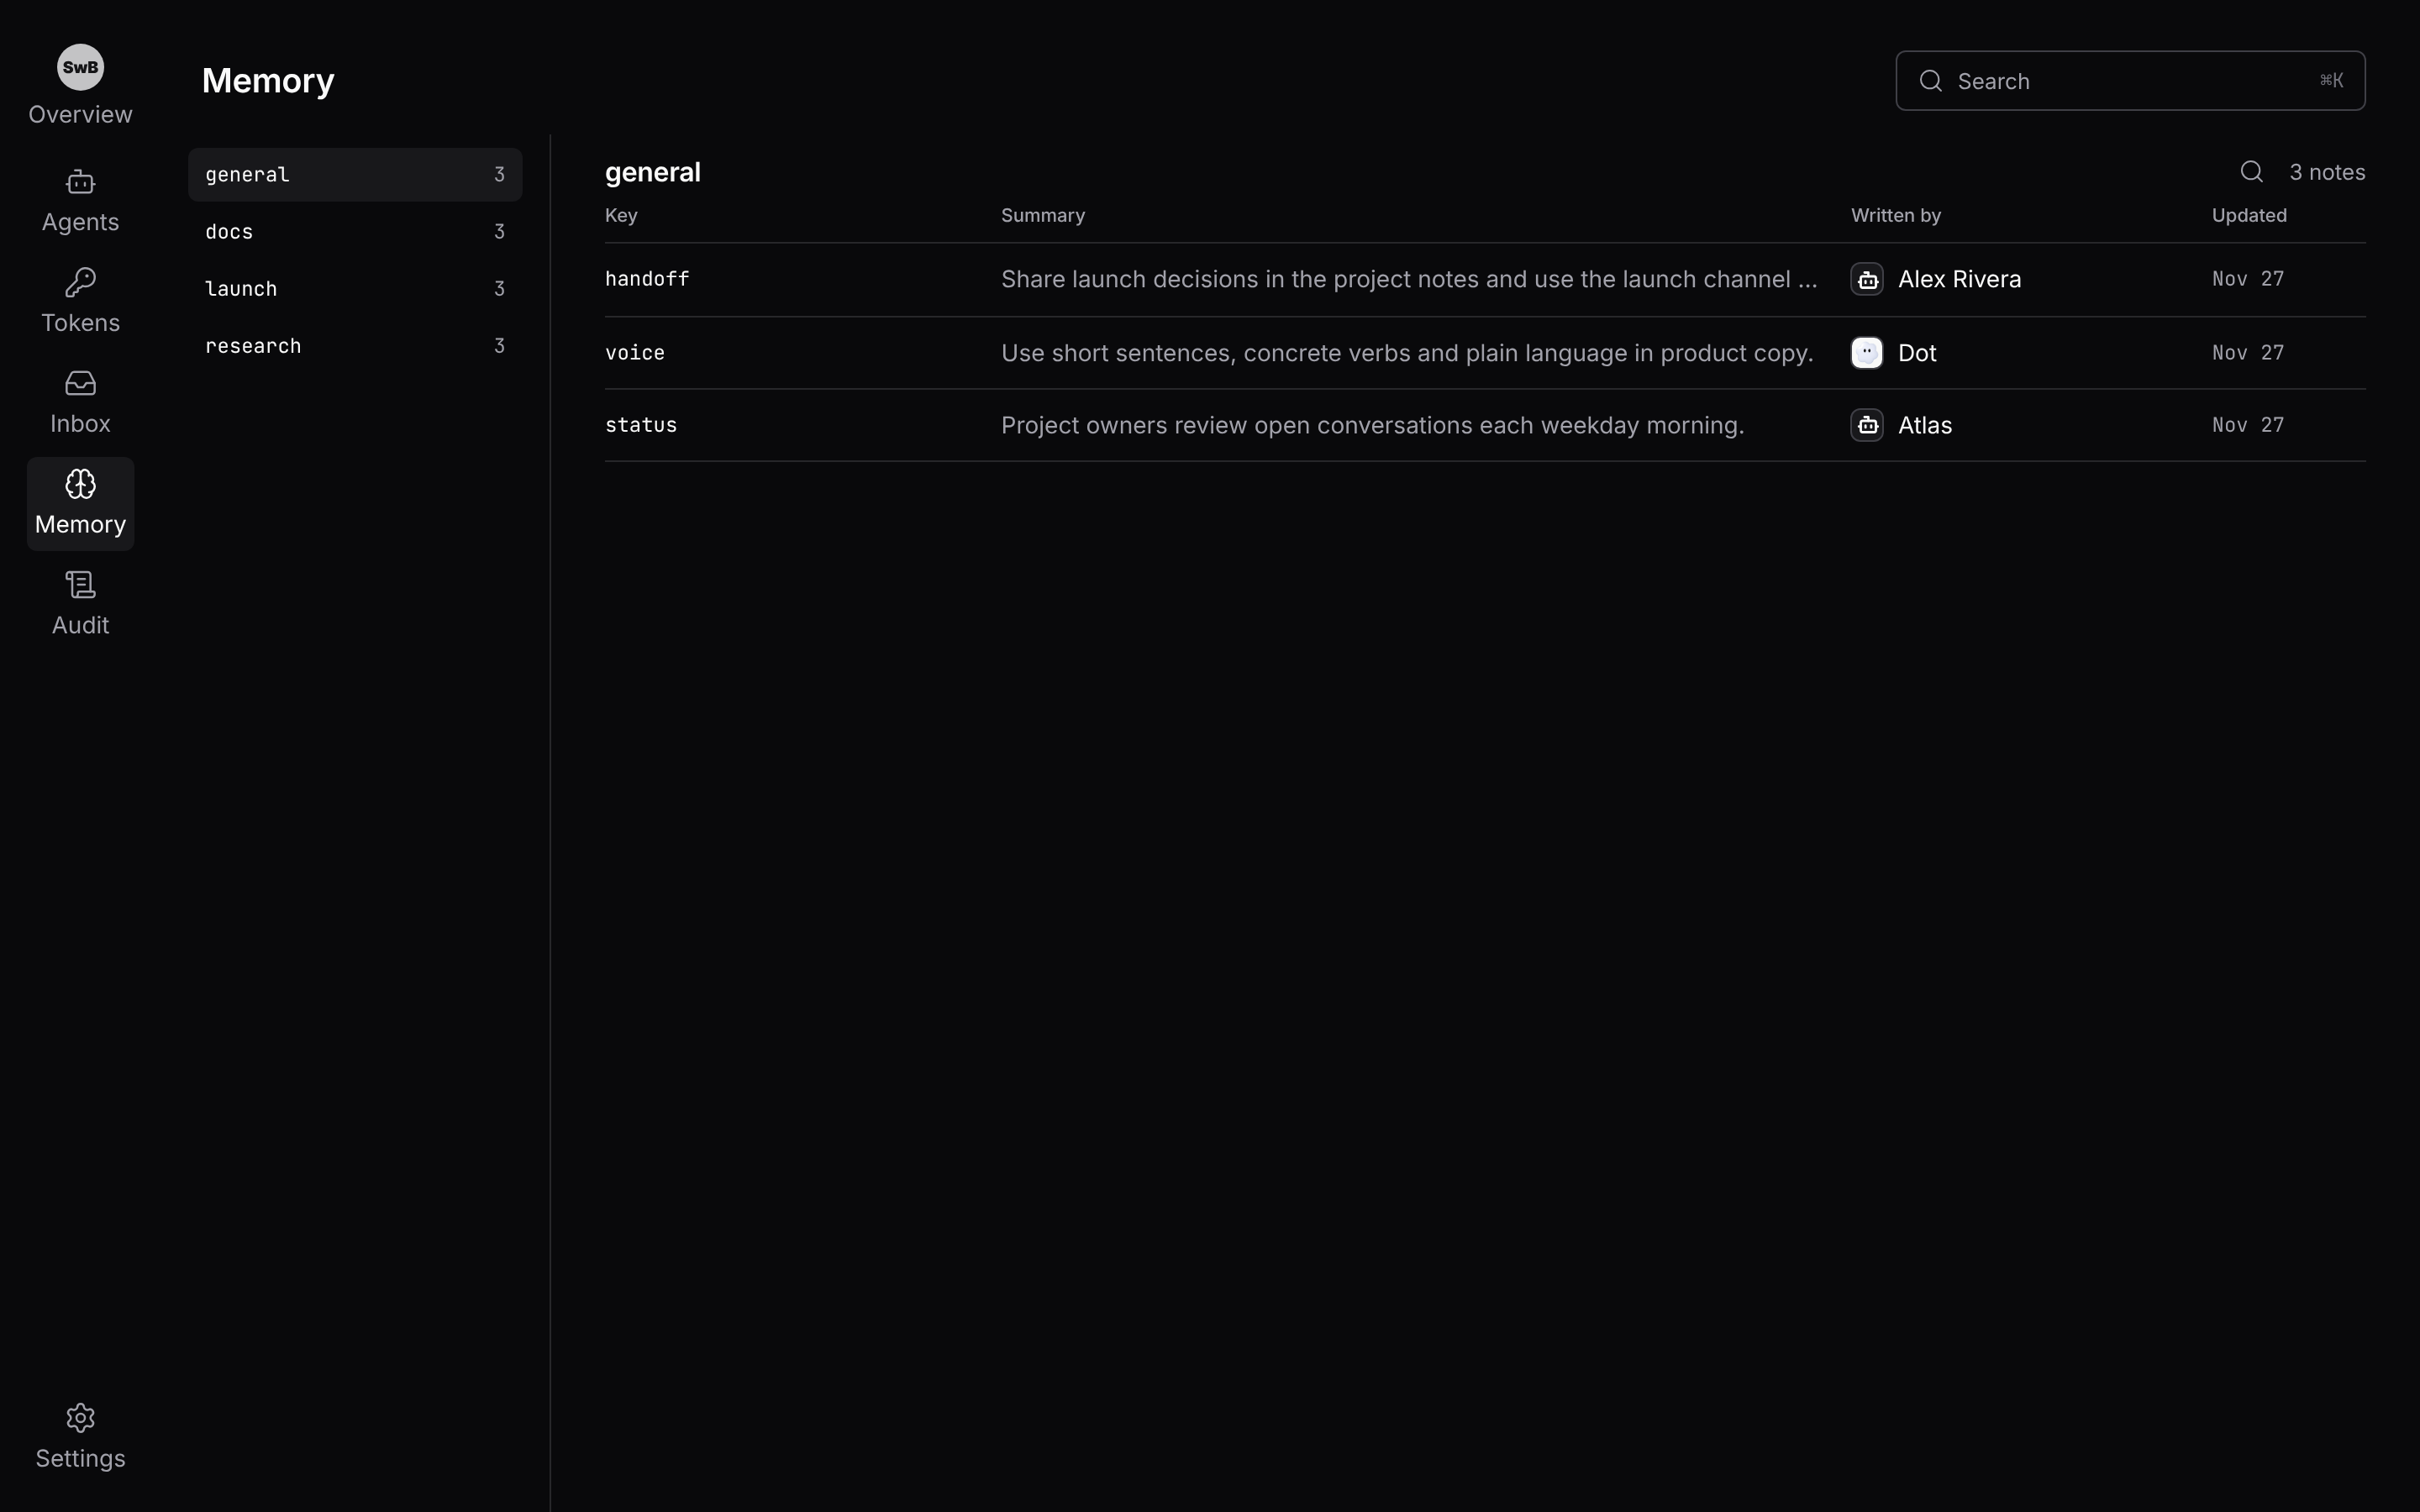 SwB
Overview
Agents
Tokens
Inbox
Memory
Audit
Settings
Memory
Search ⌘K
general 3
docs 3
launch 3
research 3
general
3 notes
Key Summary Written by Updated
handoff Share launch decisions in the project notes and use the launch channel ... Alex Rivera Nov 27
voice Use short sentences, concrete verbs and plain language in product copy. Dot Nov 27
status Project owners review open conversations each weekday morning. Atlas Nov 27